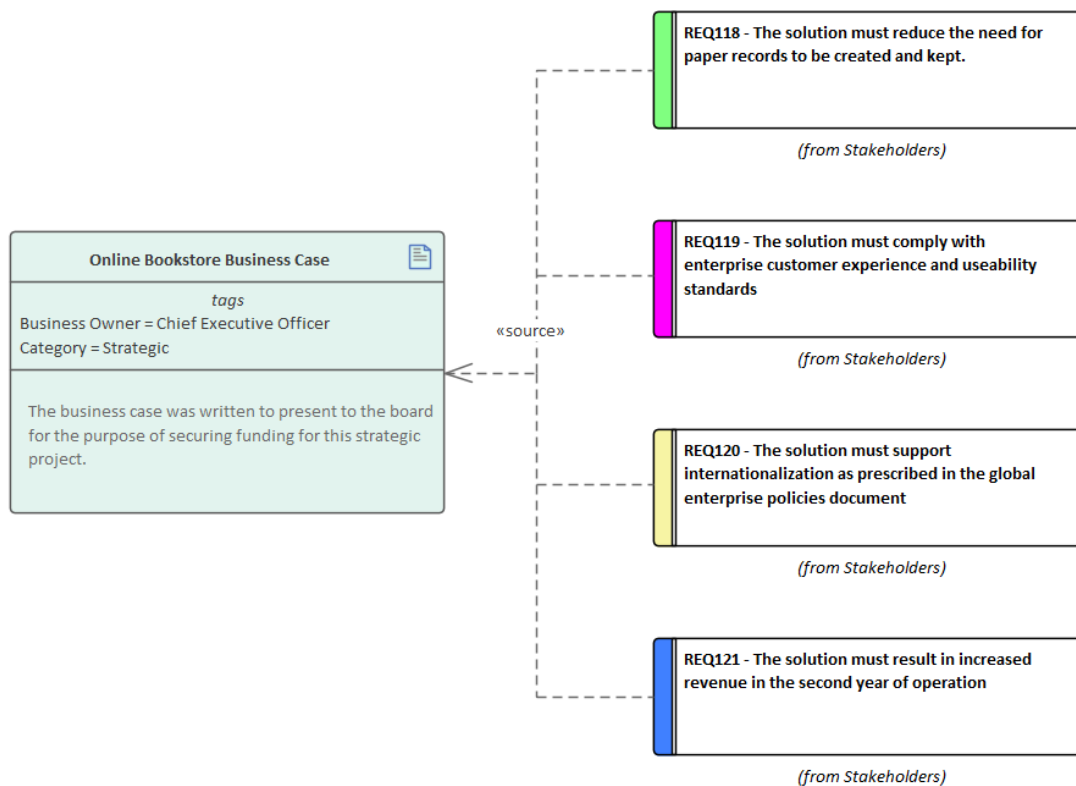 REQ118 - The solution must reduce the need for
paper records to be created and kept.
(from Stakeholders)
REQ119 - The solution must comply with
enterprise customer experience and useability
standards
(from Stakeholders)
Online Bookstore Business Case
tags
Business Owner = Chief Executive Officer
Category = Strategic
The business case was written to present to the board
for the purpose of securing funding for this strategic
project.
«source»
REQ120 - The solution must support
internationalization as prescribed in the global
enterprise policies document
(from Stakeholders)
REQ121 - The solution must result in increased
revenue in the second year of operation
(from Stakeholders)